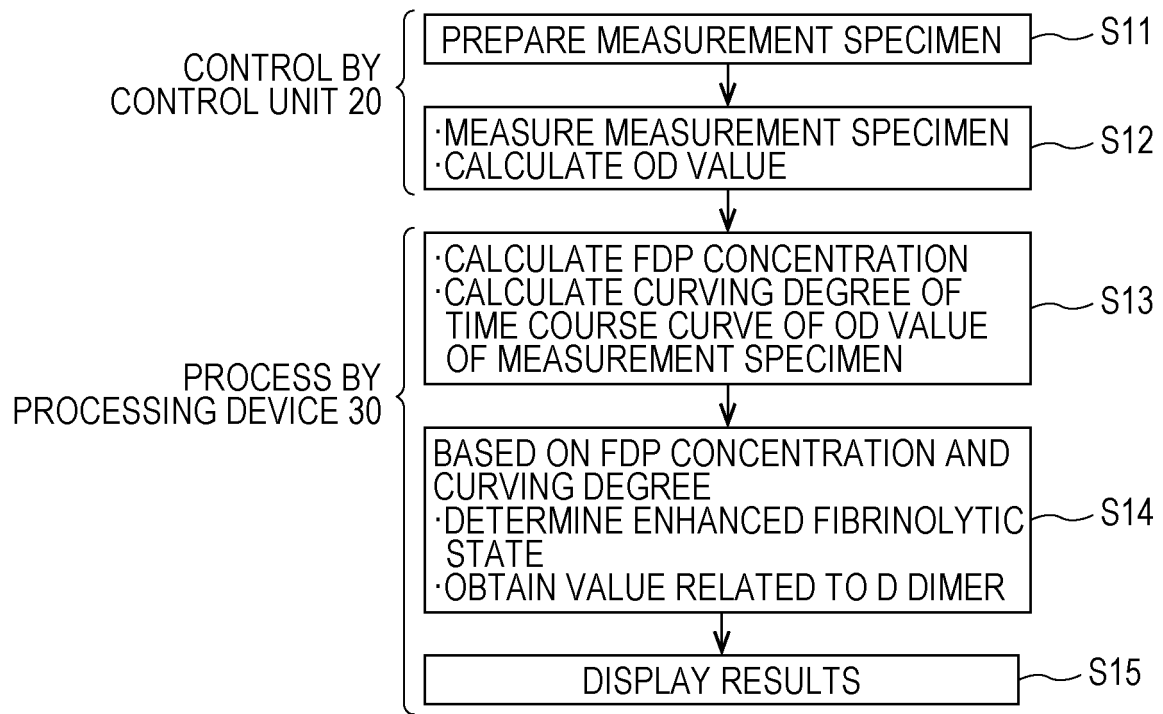 CONTROL BY
CONTROL UNIT 20
PREPARE MEASUREMENT SPECIMEN
S11
·MEASURE MEASUREMENT SPECIMEN
·CALCULATE OD VALUE
S12
PROCESS BY
PROCESSING DEVICE 30
·CALCULATE FDP CONCENTRATION
·CALCULATE CURVING DEGREE OF
TIME COURSE CURVE OF OD VALUE
OF MEASUREMENT SPECIMEN
S13
BASED ON FDP CONCENTRATION AND
CURVING DEGREE
·DETERMINE ENHANCED FIBRINOLYTIC
STATE
·OBTAIN VALUE RELATED TO D DIMER
S14
DISPLAY RESULTS
S15